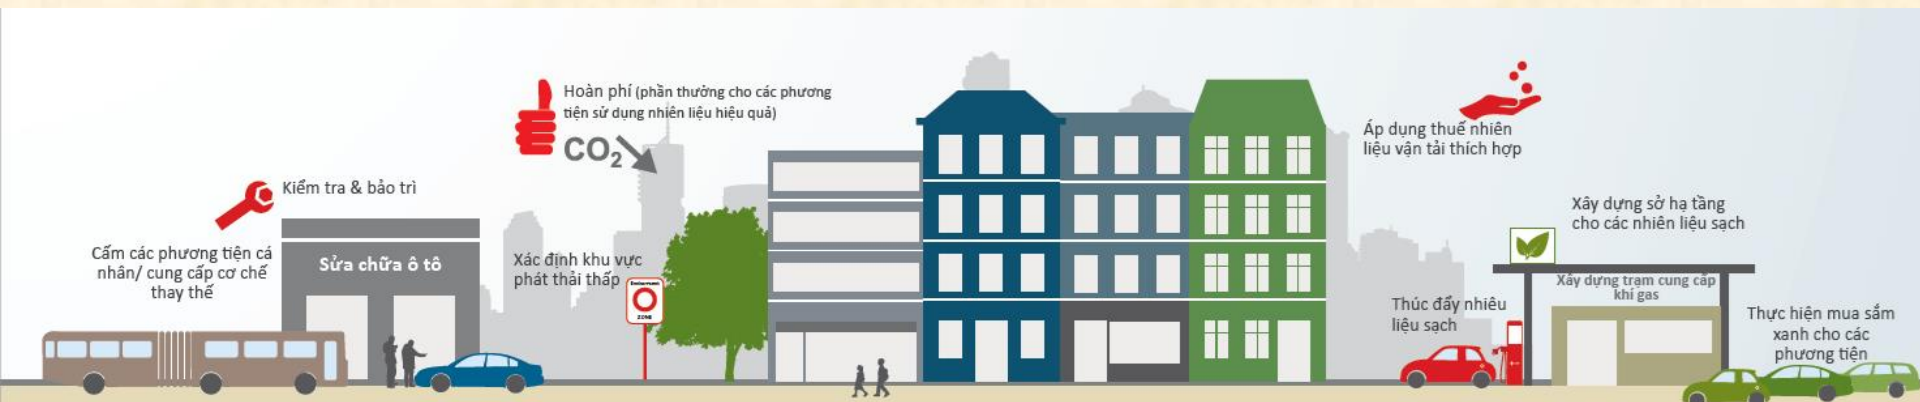 Hoàn phí (phần thưởng cho các phương
tiện sử dụng nhiên liệu hiệu quả)
CO₂
Kiểm tra & bảo trì
Cấm các phương tiện cá
nhân/ cung cấp cơ chế
thay thế
Sửa chữa ô tô
Xác định khu vực
phát thải thấp
ZONE
Áp dụng thuế nhiên
liệu vận tải thích hợp
Xây dựng sở hạ tầng
cho các nhiên liệu sạch
Xây dựng trạm cung cấp
khí gas
Thúc đẩy nhiêu
liệu sạch
Thực hiện mua sắm
xanh cho các
phương tiện